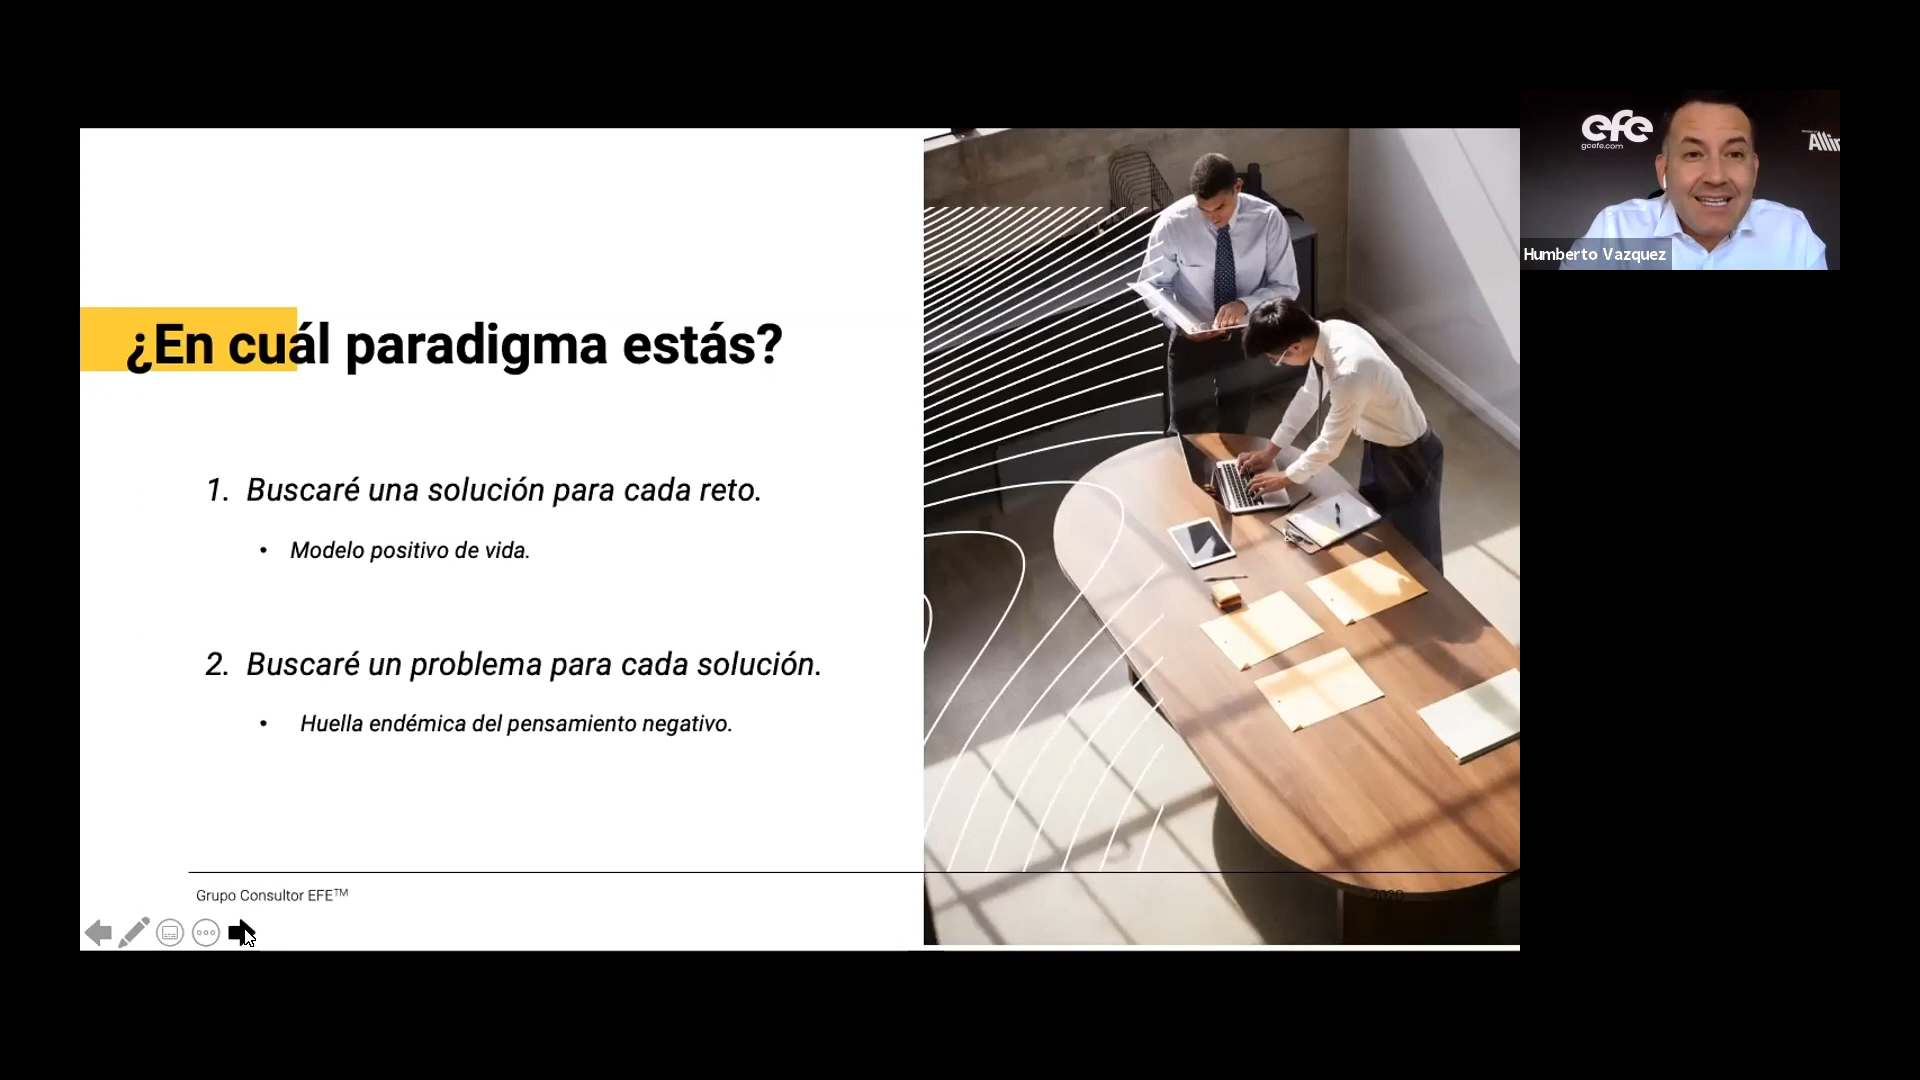 ¿En cuál paradigma estás?
1. Buscaré una solución para cada reto.
• Modelo positivo de vida.
2. Buscaré un problema para cada solución.
• Huella endémica del pensamiento negativo.
Grupo Consultor EFE™
2020
efe
gcefe.com
Humberto Vazquez